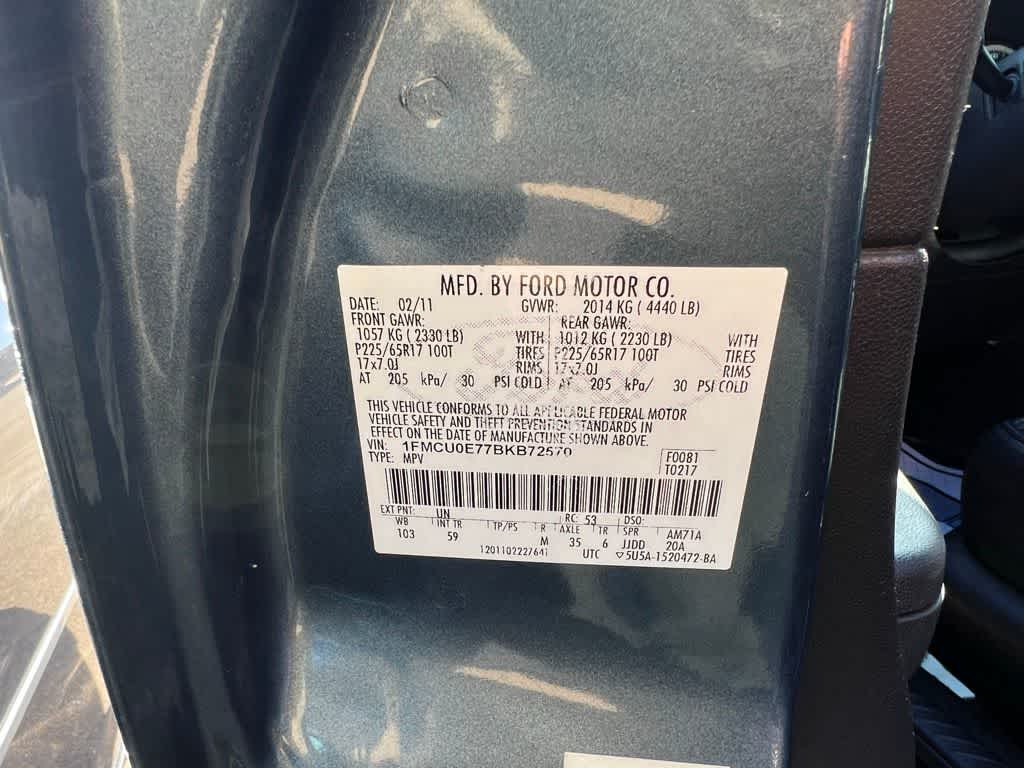 MFD. BY FORD MOTOR CO.
DATE: 02/11 GVWR: 2014 KG ( 4440 LB)
FRONT GAWR: REAR GAWR:
1057 KG ( 2330 LB) WITH 1012 KG ( 2230 LB) WITH
P225/65R17 100T TIRES P225/65R17 100T TIRES
17x7.0J RIMS 17x7.0J RIMS
AT 205 kPa/ 30 PSI COLD AT 205 kPa/ 30 PSI COLD
THIS VEHICLE CONFORMS TO ALL APPLICABLE FEDERAL MOTOR
VEHICLE SAFETY AND THEFT PREVENTION STANDARDS IN
EFFECT ON THE DATE OF MANUFACTURE SHOWN ABOVE.
VIN: 1FMCU0E77BKB72570
TYPE: MPV
F0081
T0217
EXT PNT: UN RC: 53 DSO:
WB INT TR TP/PS R AXLE TR SPR AM71A
103 59 M 35 6 JJDD 20A
1201102227641 UTC ▽5U5A-1520472-BA